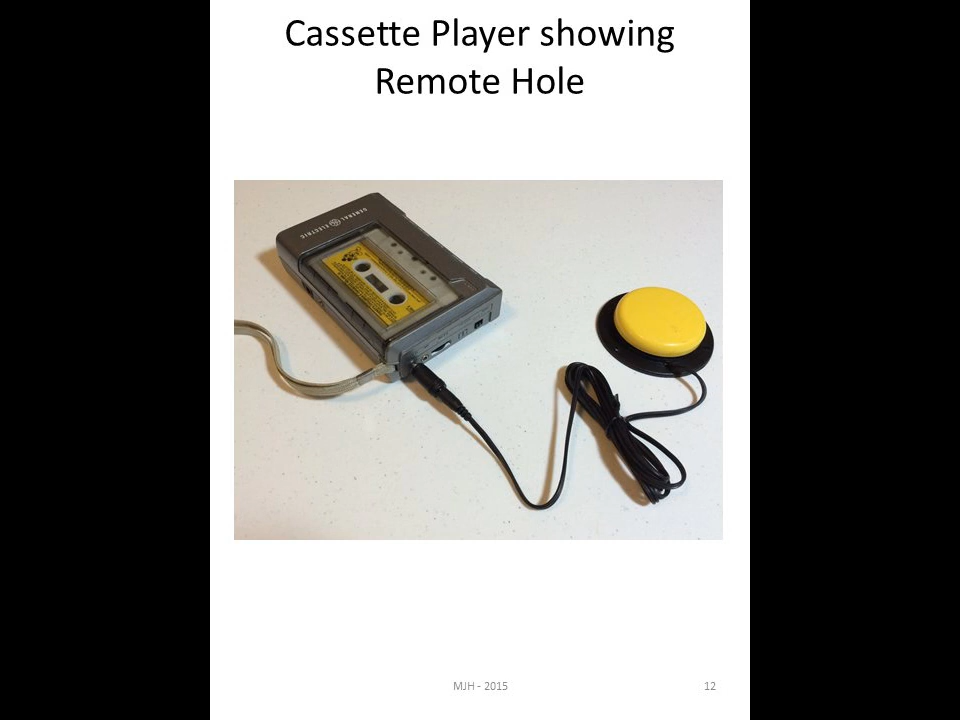 Cassette Player showing
Remote Hole
GENERAL ELECTRIC
MJH - 2015
12